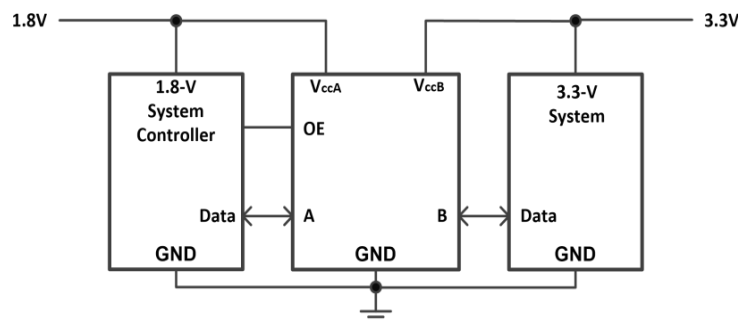 1.8V
3.3V
1.8-V
System
Controller
VccA
VccB
3.3-V
System
OE
Data
A
B
Data
GND
GND
GND